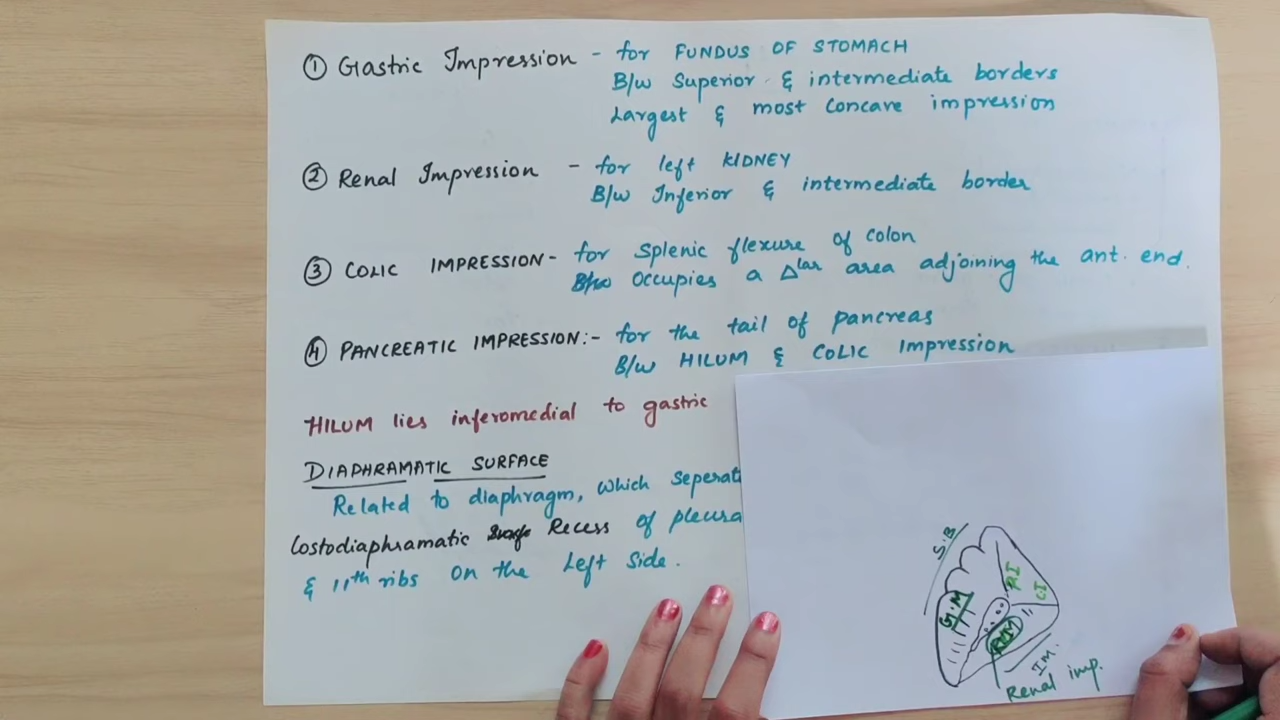 ① Gastric Impression - for FUNDUS OF STOMACH
B/w Superior & intermediate borders
Largest & most concave impression
② Renal Impression - for left KIDNEY
B/w Inferior & intermediate border
③ COLIC IMPRESSION- for splenic flexure of colon
Occupies a Δlar area adjoining the ant. end.
④ PANCREATIC IMPRESSION:- for the tail of pancreas
B/w HILUM & COLIC Impression
HILUM lies inferomedial to gastric
DIAPHRAMATIC SURFACE
Related to diaphragm, which seperat
Costodiaphramatic Recess of pleura
& 11th ribs on the Left Side.
S.B
RI
CI
G.M
IM.
Renal imp.